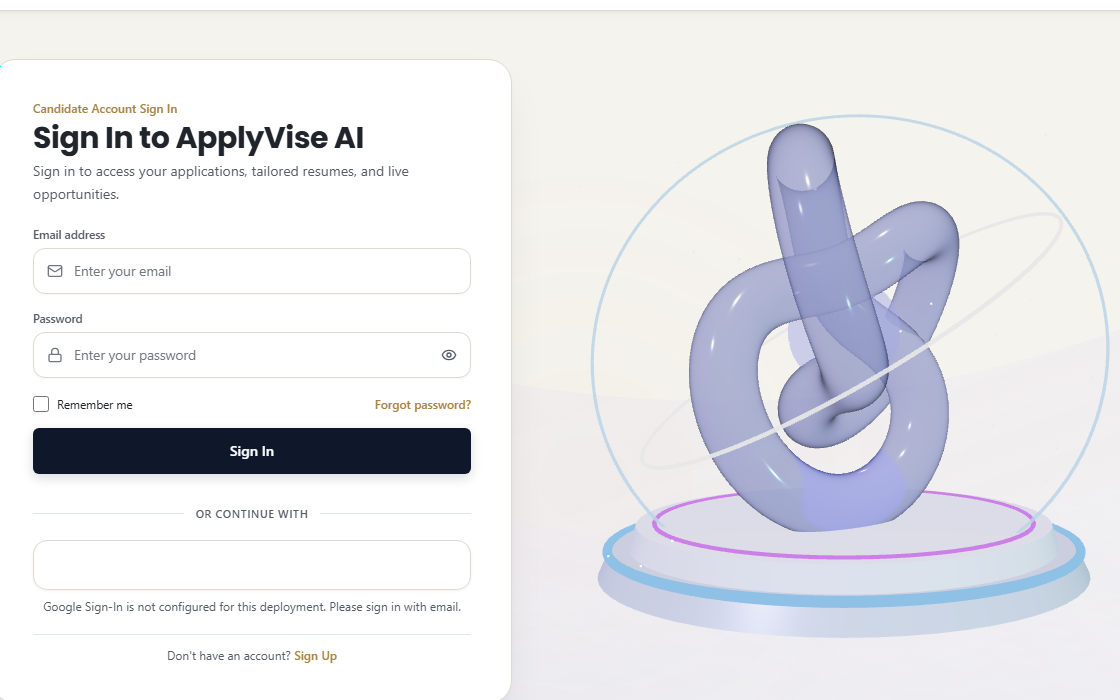 Candidate Account Sign In
Sign In to ApplyVise AI
Sign in to access your applications, tailored resumes, and live
opportunities.
Email address
Enter your email
Password
Enter your password
Remember me
Forgot password?
Sign In
OR CONTINUE WITH
Google Sign-In is not configured for this deployment. Please sign in with email.
Don't have an account? Sign Up